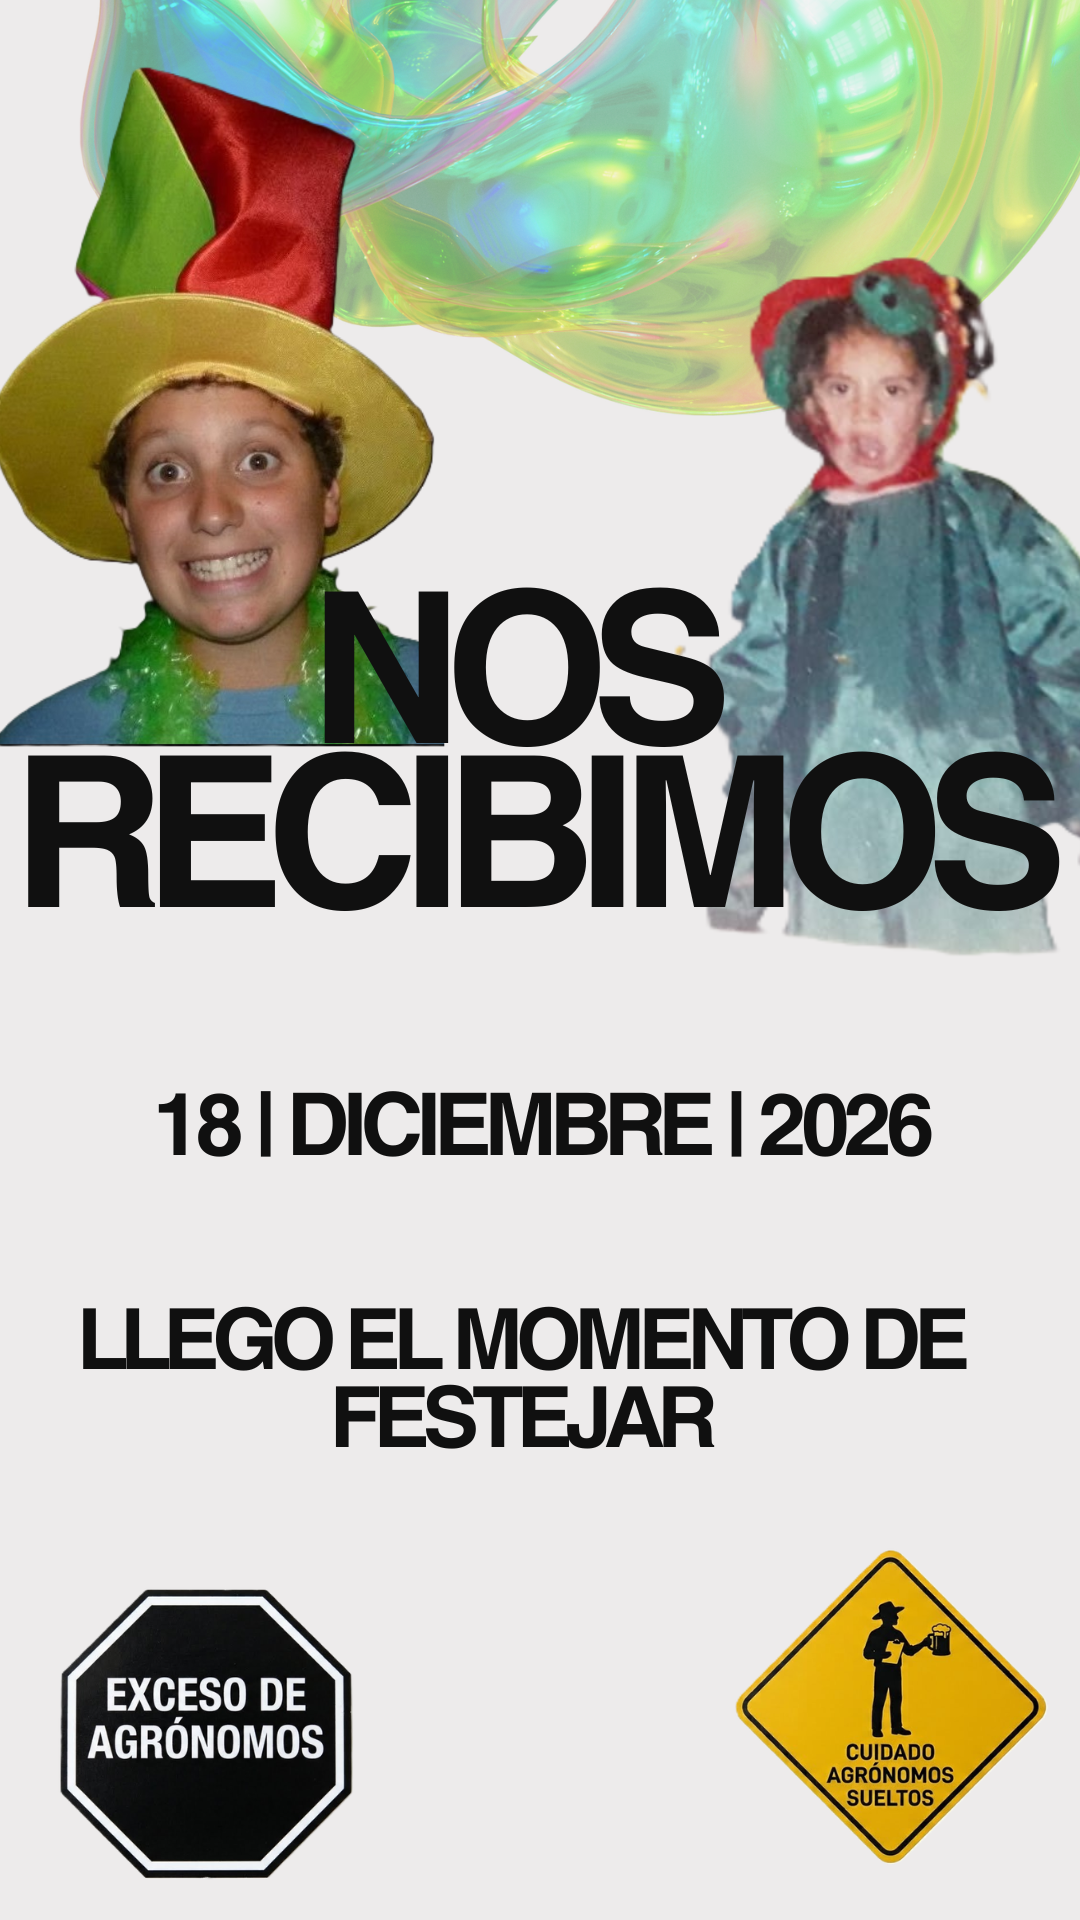 NOS
RECIBIMOS
18 | DICIEMBRE | 2026
LLEGO EL MOMENTO DE
FESTEJAR
EXCESO DE
AGRÓNOMOS
CUIDADO
AGRÓNOMOS
SUELTOS